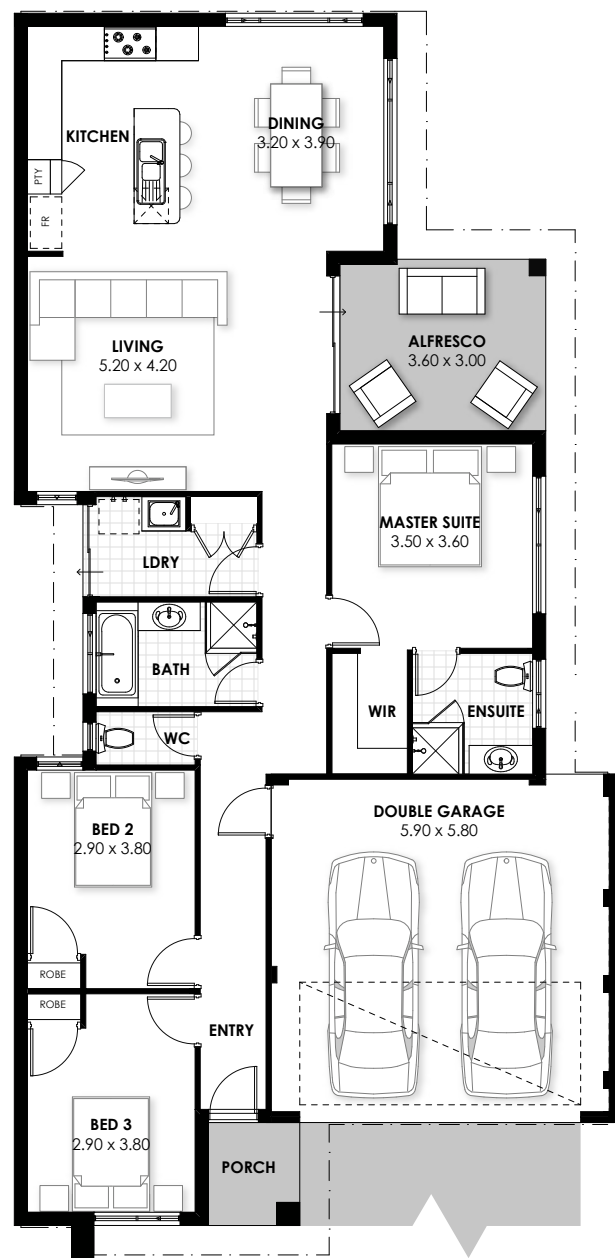 KITCHEN
DINING
3.20 x 3.90
PTY
FR
LIVING
5.20 x 4.20
ALFRESCO
3.60 x 3.00
MASTER SUITE
3.50 x 3.60
LDRY
BATH
WIR
ENSUITE
WC
BED 2
2.90 x 3.80
DOUBLE GARAGE
5.90 x 5.80
ROBE
ROBE
ENTRY
BED 3
2.90 x 3.80
PORCH